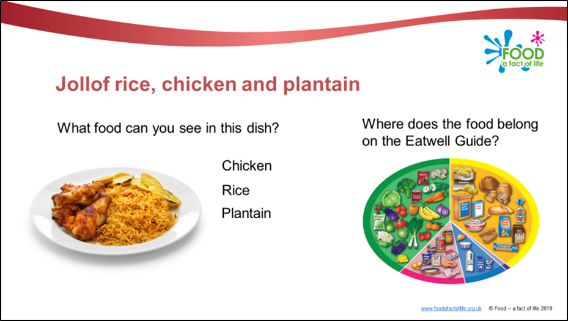 FOOD
a fact of life
Jollof rice, chicken and plantain
What food can you see in this dish?
Chicken
Rice
Plantain
Where does the food belong
on the Eatwell Guide?
www.foodafactoflife.org.uk © Food – a fact of life 2019